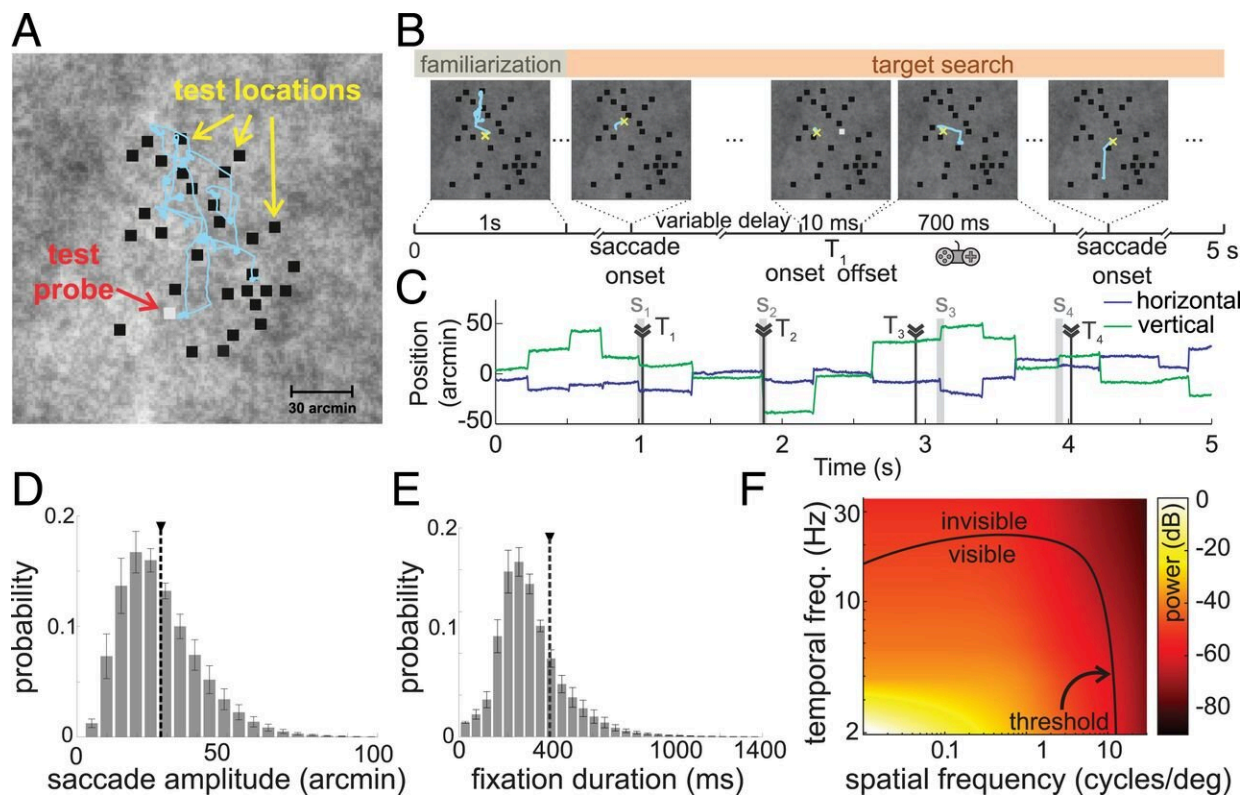 A
test locations
test
probe
30 arcmin
B
familiarization
target search
...
...
...
...
1s
variable delay
10 ms
700 ms
0
saccade
onset
T1
onset offset
saccade
onset
5 s
C
S1
S2
S3
S4
T1
T2
T3
T4
horizontal
vertical
Position
(arcmin)
50
0
-50
0
1
2
3
4
5
Time (s)
D
probability
0.2
0.1
0
50
100
saccade amplitude (arcmin)
E
probability
0.2
0.1
0
0
400
1000
1400
fixation duration (ms)
F
temporal freq. (Hz)
30
10
2
invisible
visible
threshold
0.1
1
10
spatial frequency (cycles/deg)
power (dB)
0
-20
-40
-60
-80